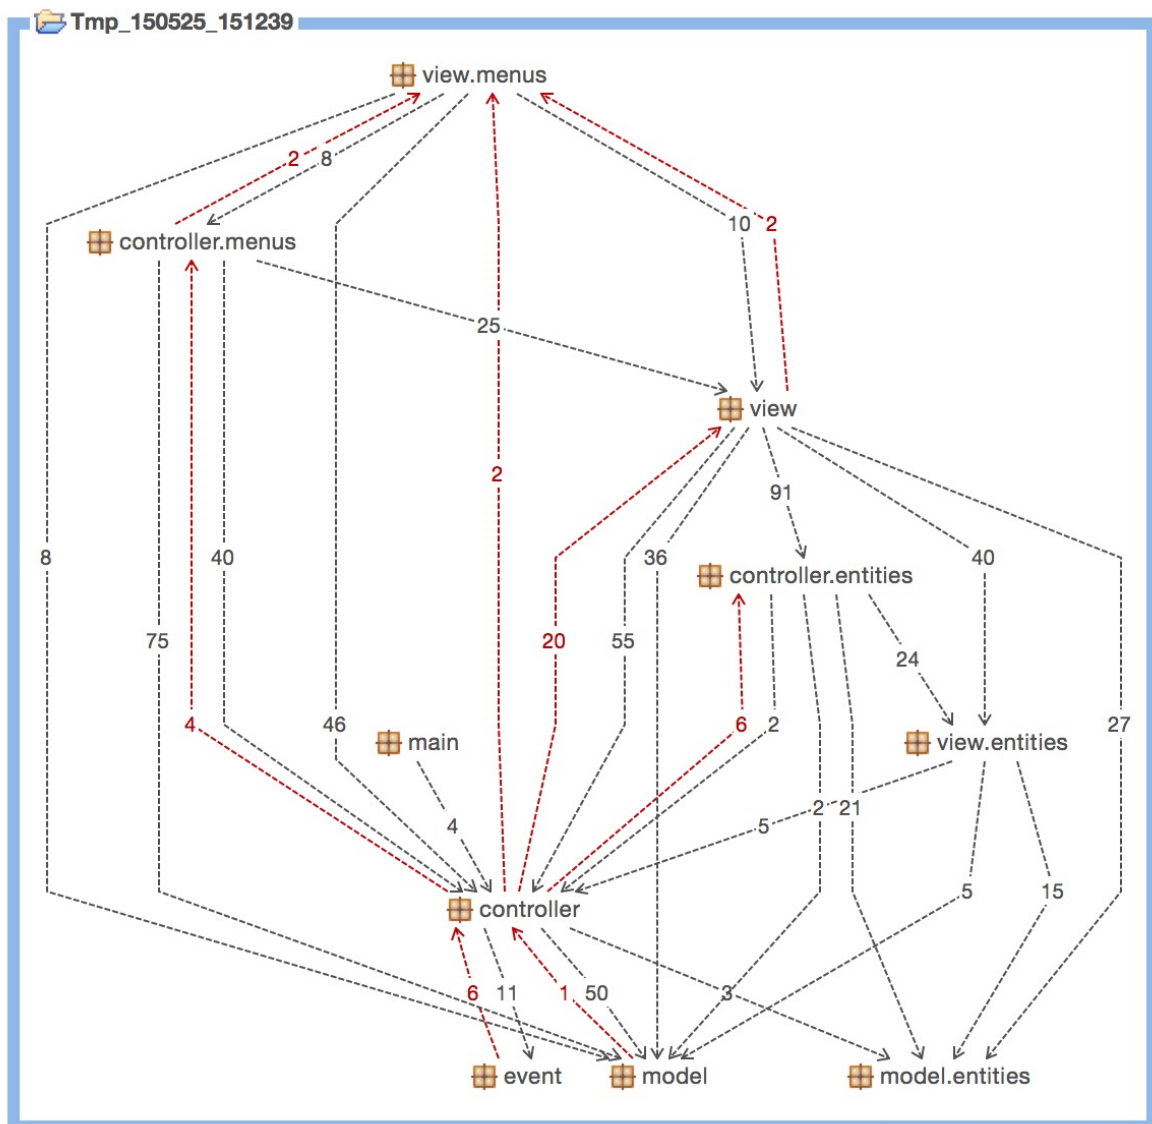 Tmp_150525_151239
view.menus
2 8
controller.menus
10 2
25
view
2
91
8 40 36 40
controller.entities
75 20 55
24
4 46 6 2 27
main
view.entities
4 5 2 21
5 15
controller
6 11 1 50 3
event model model.entities